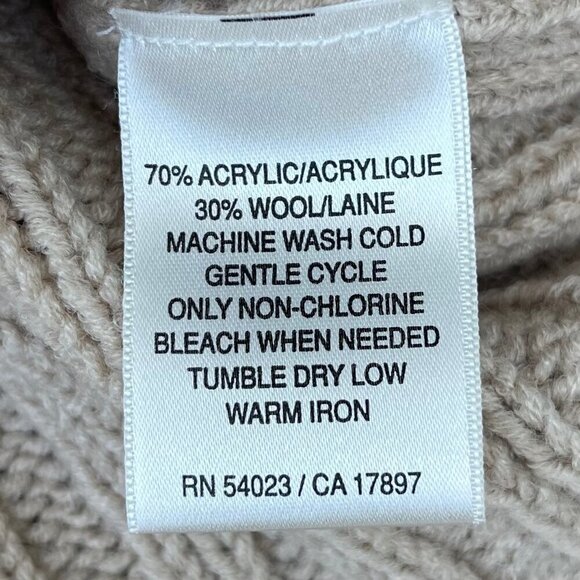 70% ACRYLIC/ACRYLIQUE
30% WOOL/LAINE
MACHINE WASH COLD
GENTLE CYCLE
ONLY NON-CHLORINE
BLEACH WHEN NEEDED
TUMBLE DRY LOW
WARM IRON
RN 54023 / CA 17897